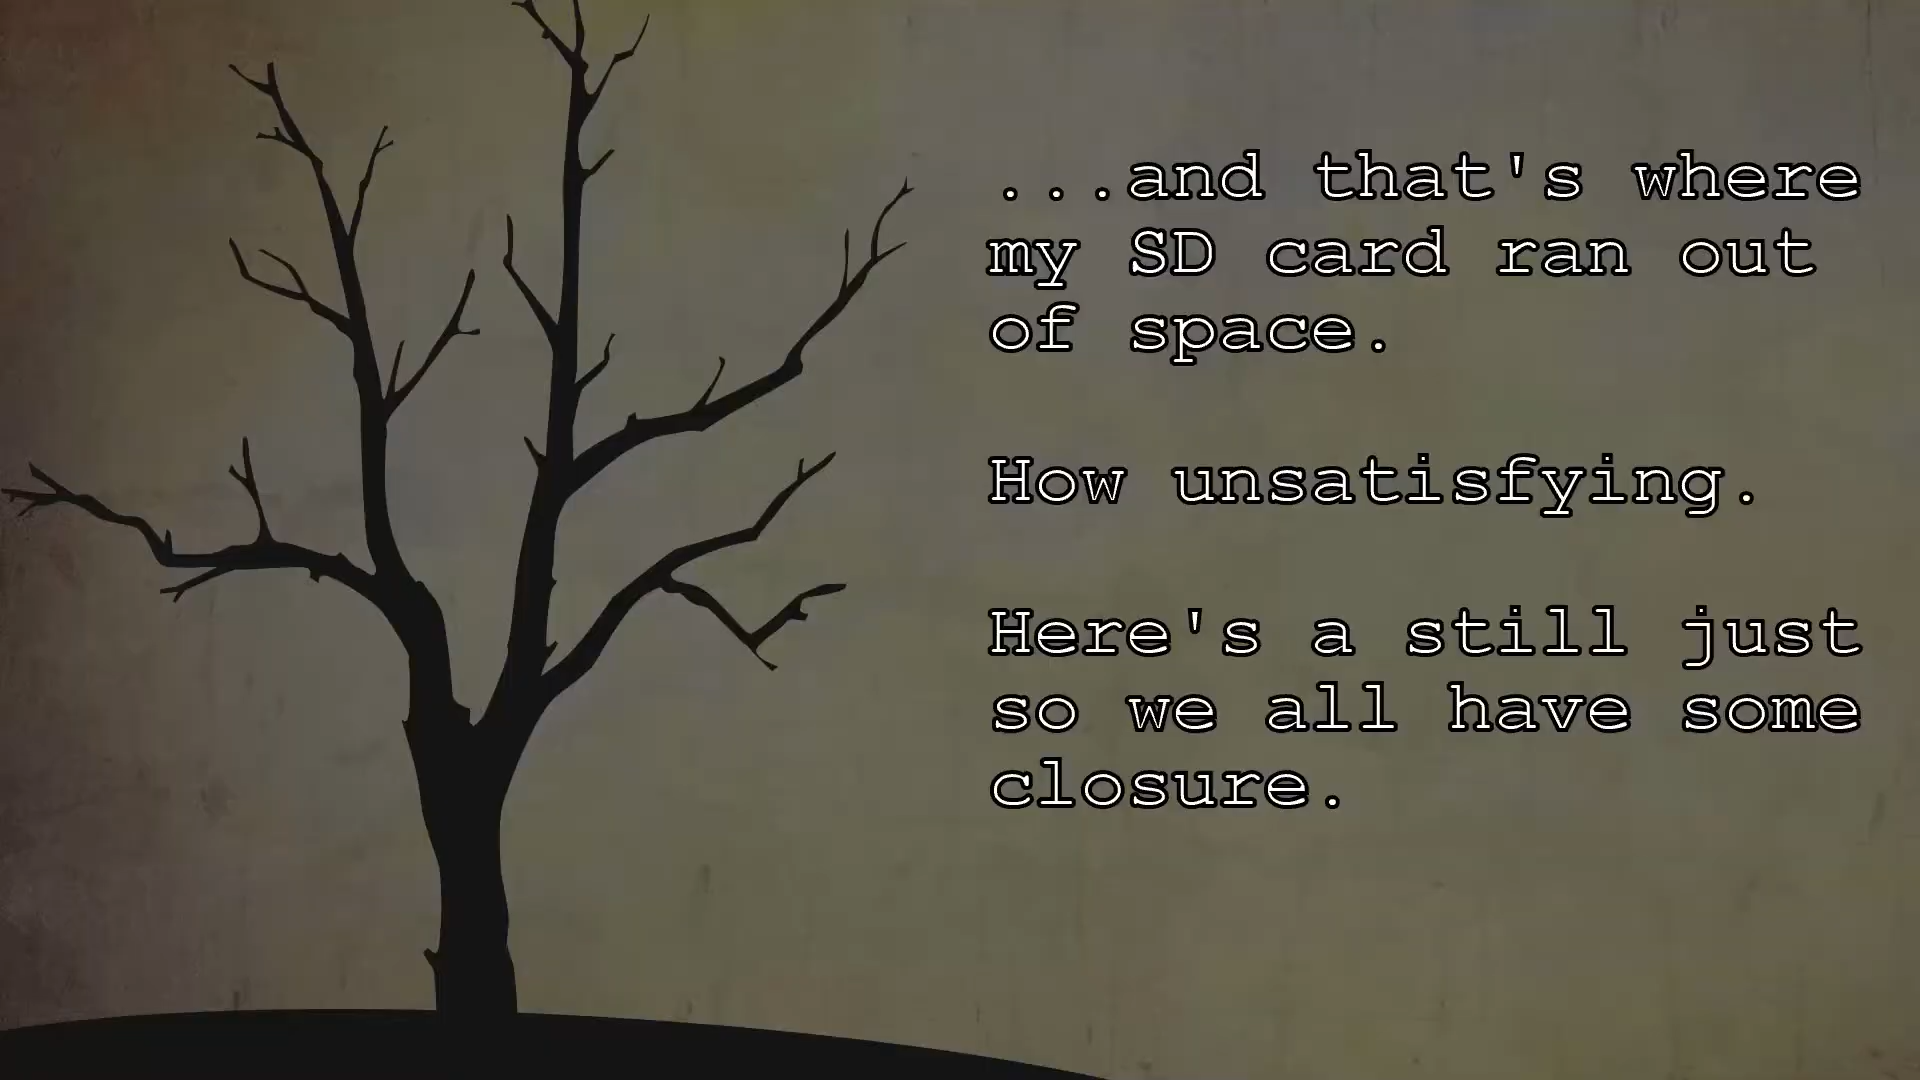 ...and that's where
my SD card ran out
of space.
How unsatisfying.
Here's a still just
so we all have some
closure.